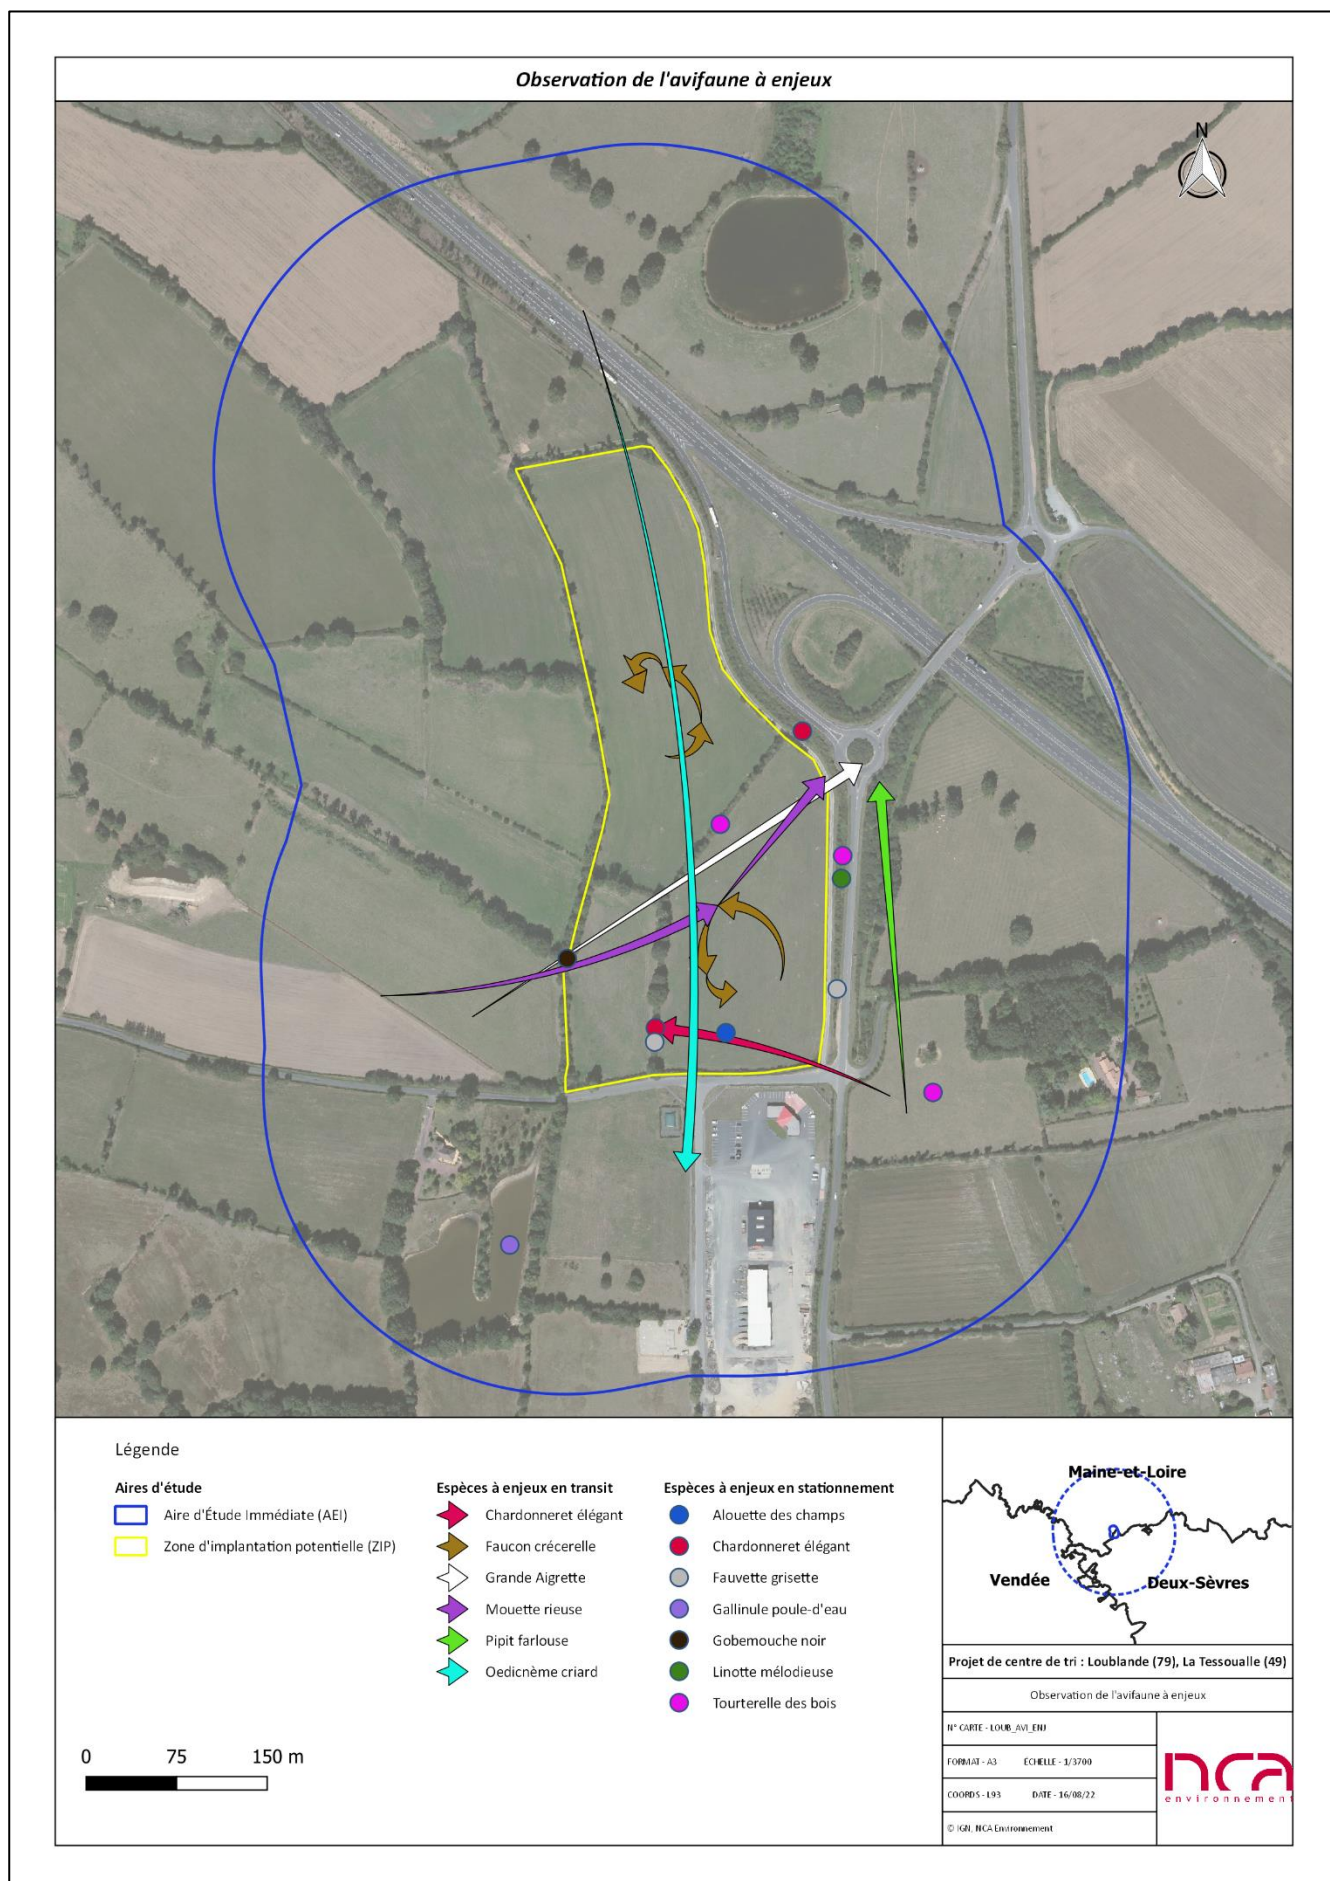 Observation de l'avifaune à enjeux
N
Légende
Aires d'étude
Aire d'Étude Immédiate (AEI)
Zone d'implantation potentielle (ZIP)
Espèces à enjeux en transit
Chardonneret élégant
Faucon crécerelle
Grande Aigrette
Mouette rieuse
Pipit farlouse
Oedicnème criard
Espèces à enjeux en stationnement
Alouette des champs
Chardonneret élégant
Fauvette grisette
Gallinule poule-d'eau
Gobemouche noir
Linotte mélodieuse
Tourterelle des bois
0 75 150 m
Maine-et-Loire
Vendée
Deux-Sèvres
Projet de centre de tri : Loublande (79), La Tessoualle (49)
Observation de l'avifaune à enjeux
N° CARTE - LOUB_AVI_ENJ
FORMAT - A3 ÉCHELLE - 1/3700
COORDS - L93 DATE - 16/08/22
© IGN, NCA Environnement
nca
environnement